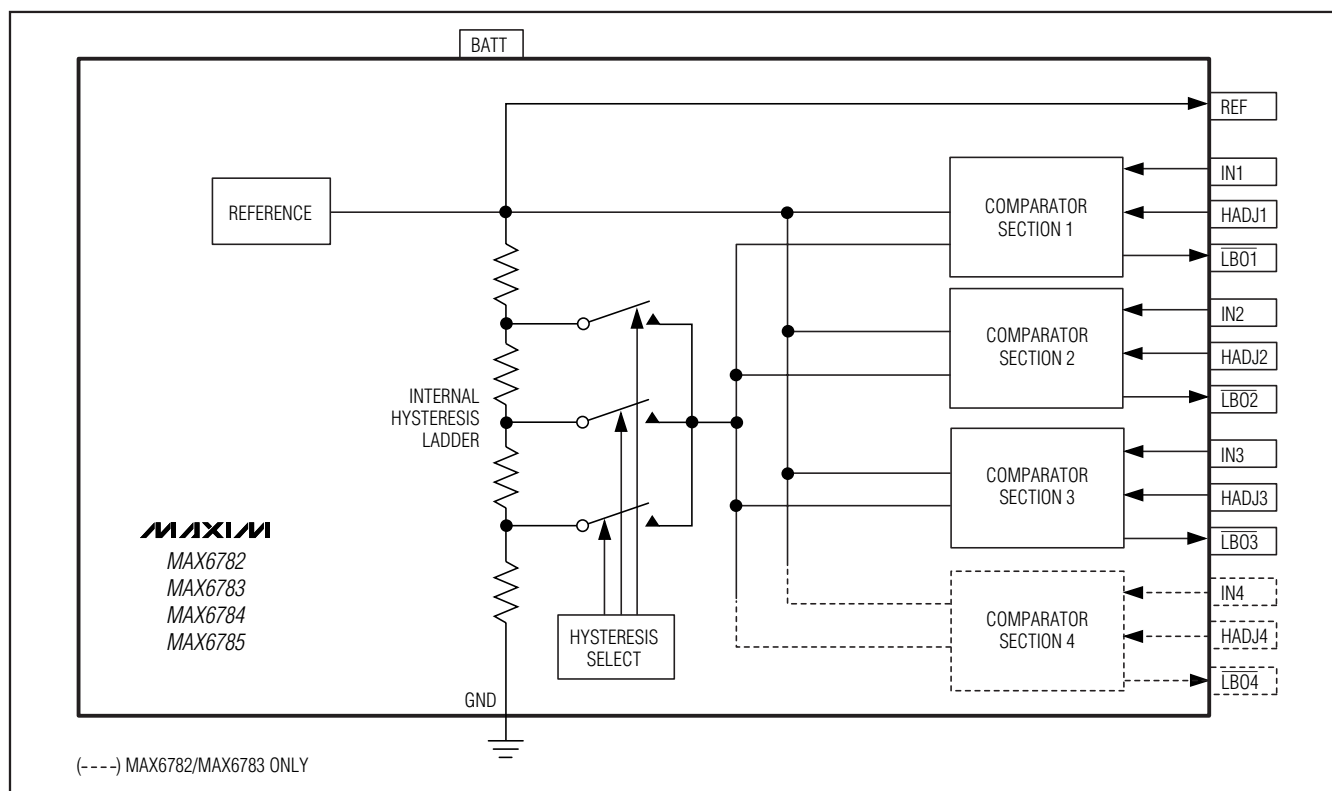 BATT
REF
REFERENCE
COMPARATOR
SECTION 1
IN1
HADJ1
LBO1
COMPARATOR
SECTION 2
IN2
HADJ2
LBO2
INTERNAL
HYSTERESIS
LADDER
COMPARATOR
SECTION 3
IN3
HADJ3
LBO3
MAXIM
MAX6782
MAX6783
MAX6784
MAX6785
HYSTERESIS
SELECT
COMPARATOR
SECTION 4
IN4
HADJ4
LBO4
GND
(----) MAX6782/MAX6783 ONLY